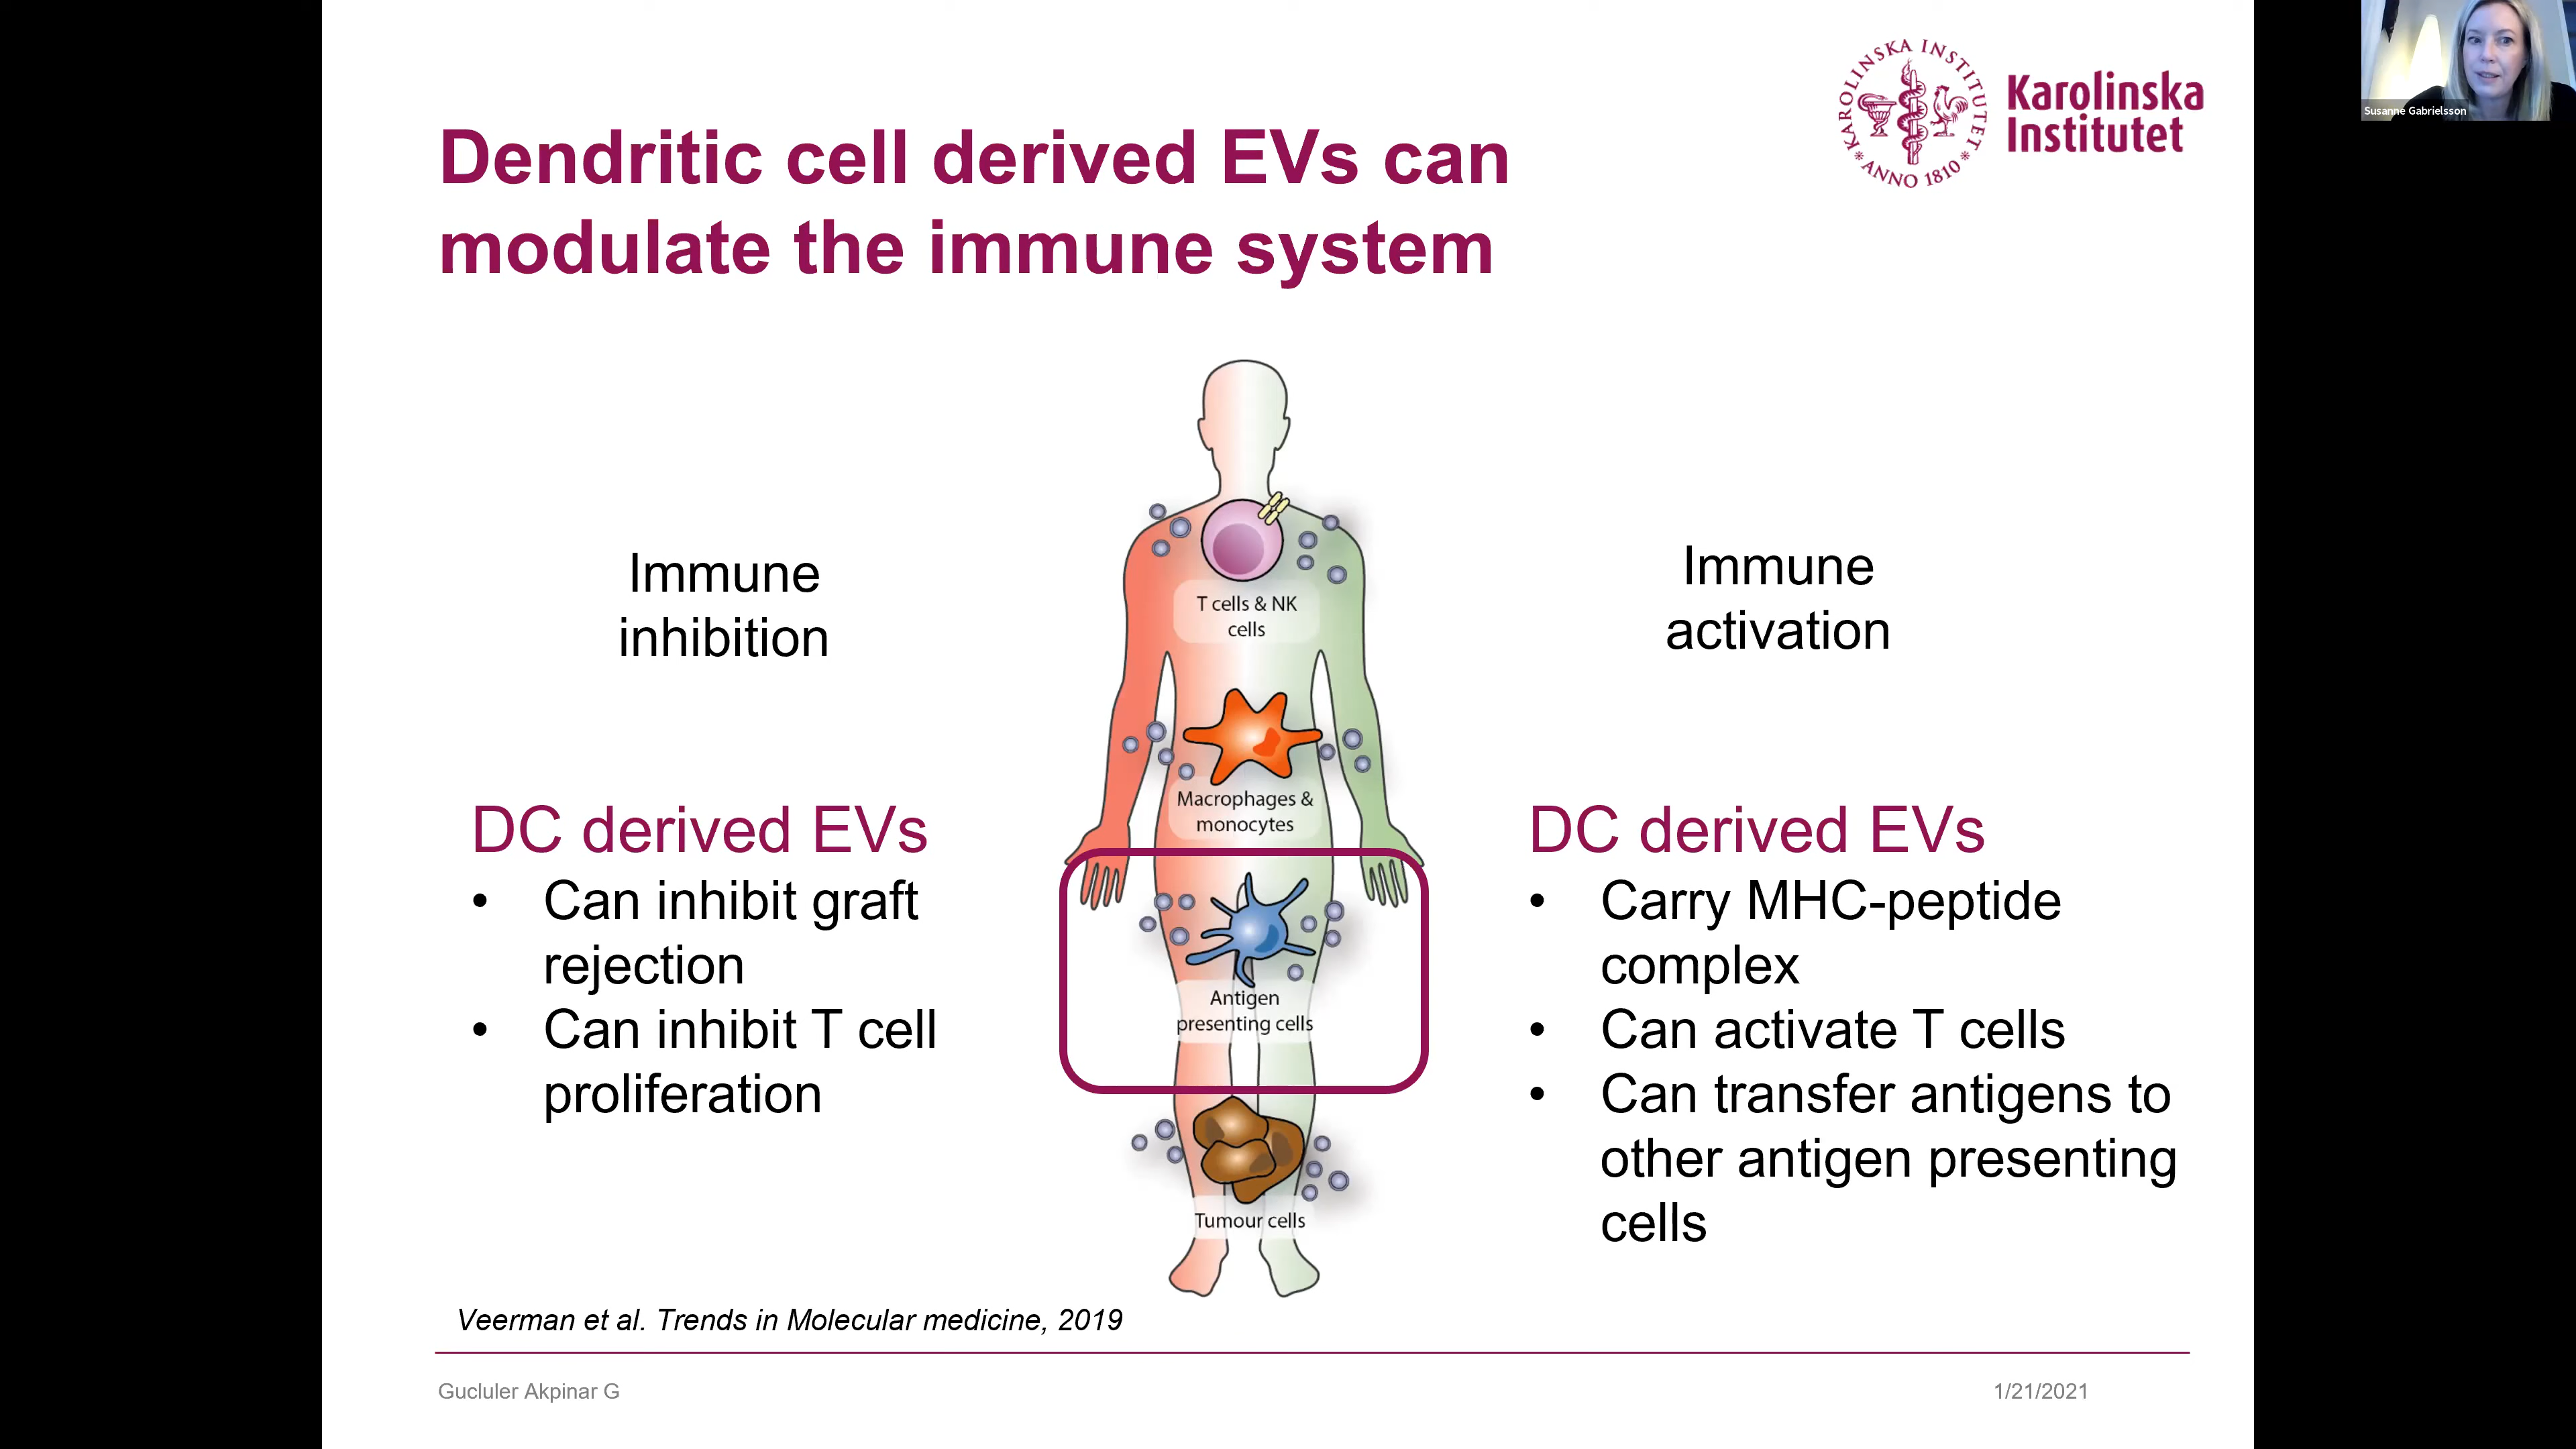 Dendritic cell derived EVs can
modulate the immune system
KAROLINSKA INSTITUTET
* ANNO 1810 *
Karolinska
Institutet
Susanne Gabrielsson
Immune
inhibition
Immune
activation
T cells & NK
cells
Macrophages &
monocytes
Antigen
presenting cells
Tumour cells
DC derived EVs
• Can inhibit graft
rejection
• Can inhibit T cell
proliferation
DC derived EVs
• Carry MHC-peptide
complex
• Can activate T cells
• Can transfer antigens to
other antigen presenting
cells
Veerman et al. Trends in Molecular medicine, 2019
Gucluler Akpinar G
1/21/2021